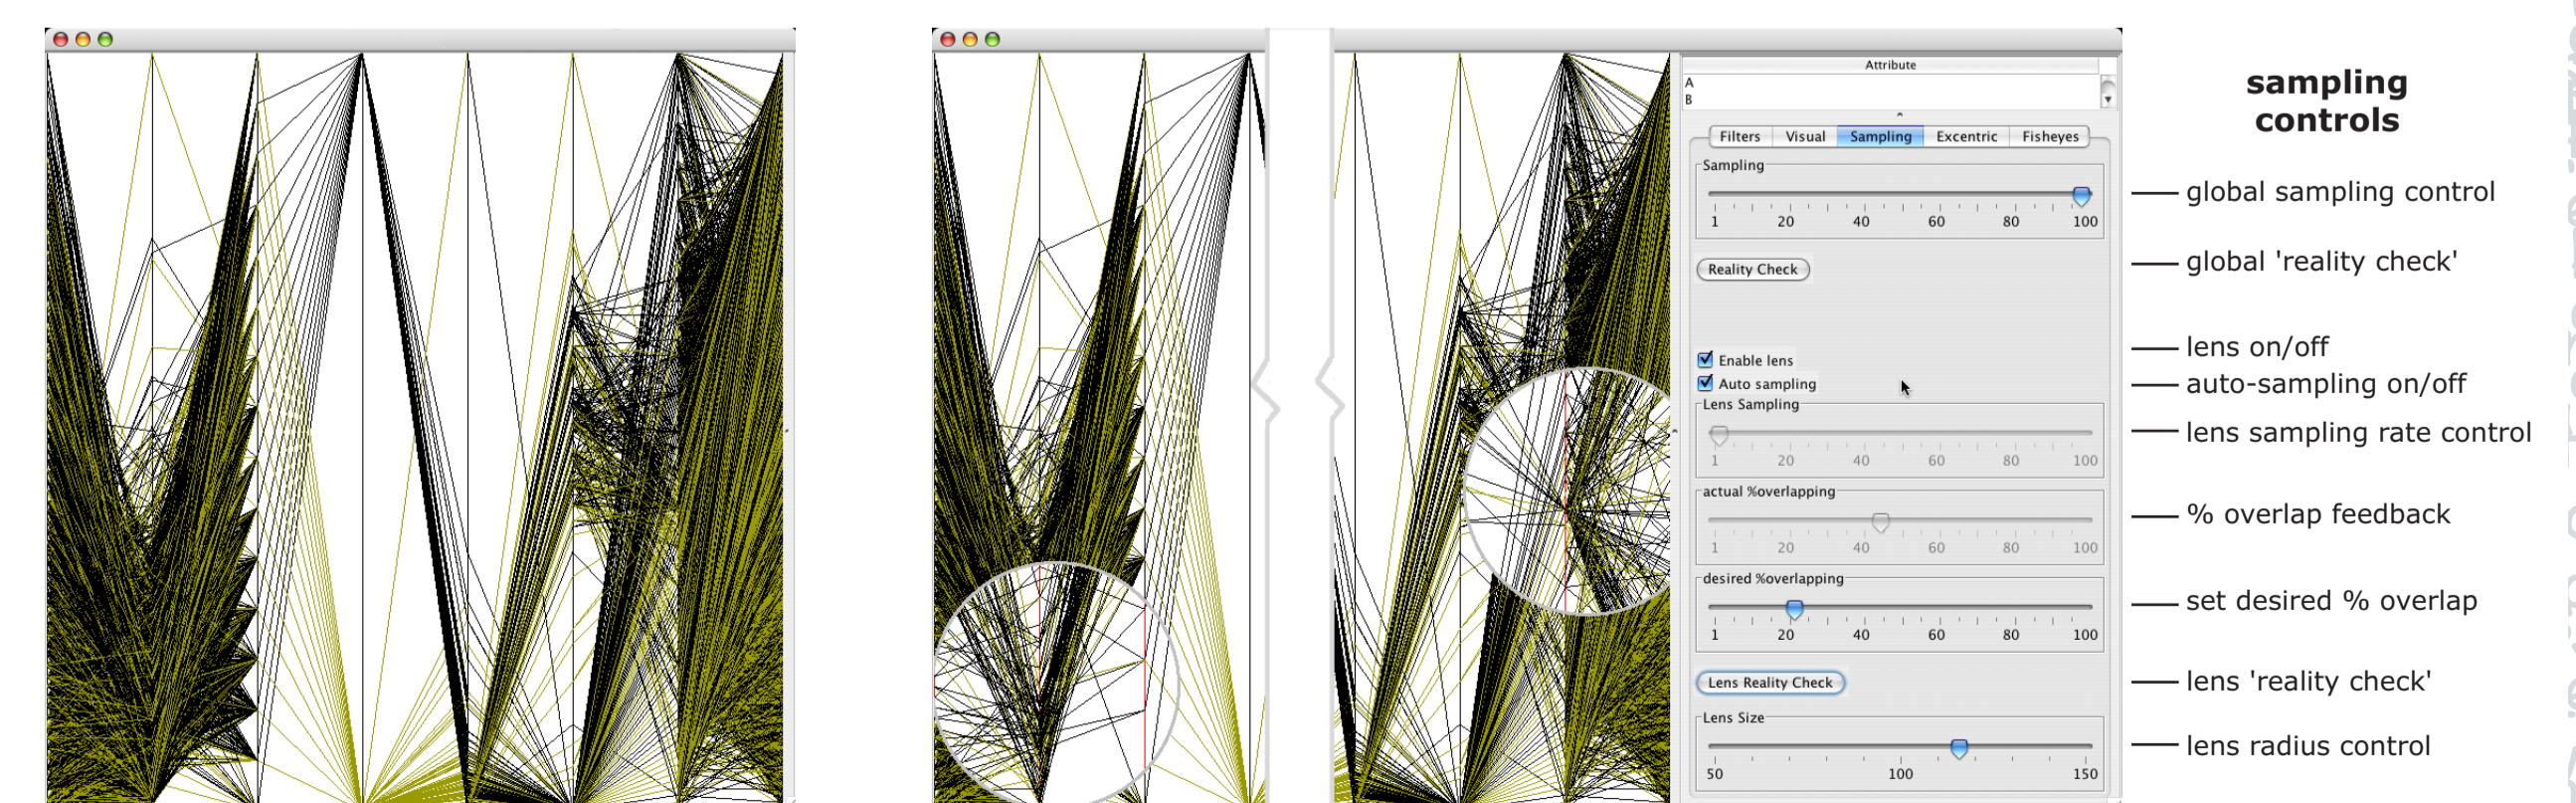 Attribute
A
B
Filters Visual Sampling Excentric Fisheyes
Sampling
1 20 40 60 80 100
Reality Check
Enable lens
Auto sampling
Lens Sampling
1 20 40 60 80 100
actual %overlapping
1 20 40 60 80 100
desired %overlapping
1 20 40 60 80 100
Lens Reality Check
Lens Size
50 100 150
sampling
controls
global sampling control
global 'reality check'
lens on/off
auto-sampling on/off
lens sampling rate control
% overlap feedback
set desired % overlap
lens 'reality check'
lens radius control